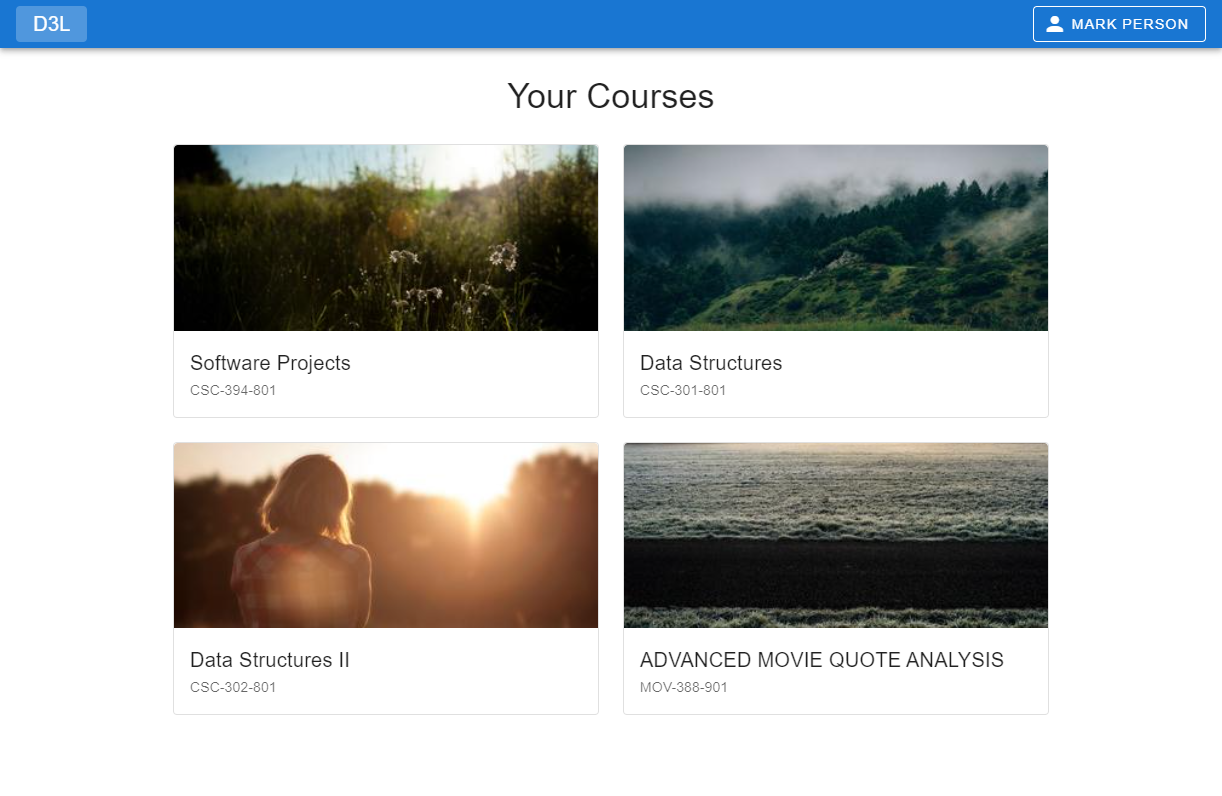 D3L
MARK PERSON
Your Courses
Software Projects
CSC-394-801
Data Structures
CSC-301-801
Data Structures II
CSC-302-801
ADVANCED MOVIE QUOTE ANALYSIS
MOV-388-901